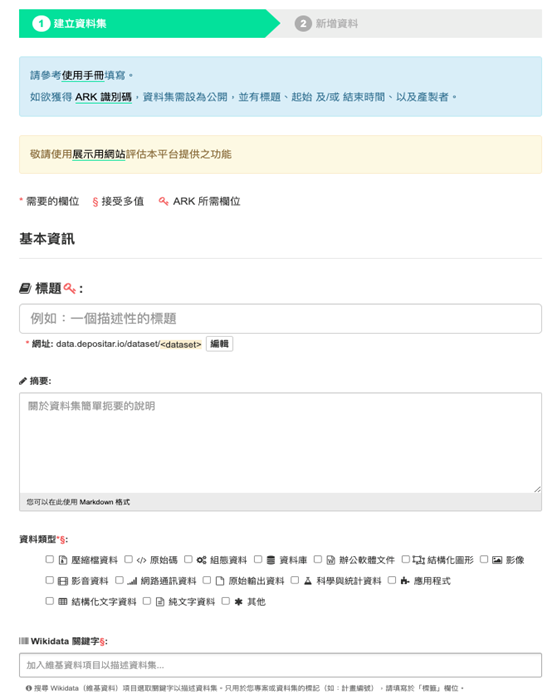 1 建立資料集
2 新增資料
請參考使用手冊填寫。
如欲獲得 ARK 識別碼，資料集需設為公開，並有標題、起始 及/或 結束時間、以及產製者。
敬請使用展示用網站評估本平台提供之功能
* 需要的欄位 § 接受多值 ARK 所需欄位
基本資訊
標題:
例如：一個描述性的標題
* 網址: data.depositar.io/dataset/<dataset> 編輯
摘要:
關於資料集簡單扼要的說明
您可以在此使用 Markdown 格式
資料類型*§:
壓縮檔資料 </> 原始碼 組態資料 資料庫 辦公軟體文件 結構化圖形 影像
影音資料 網路通訊資料 原始輸出資料 科學與統計資料 應用程式
結構化文字資料 純文字資料 其他
Wikidata 關鍵字§:
加入維基資料項目以描述資料集...
搜尋 Wikidata（維基資料）項目選取關鍵字以描述資料集。只用於您專案或資料集的標記（如：計畫編號），請填寫於「標籤」欄位。